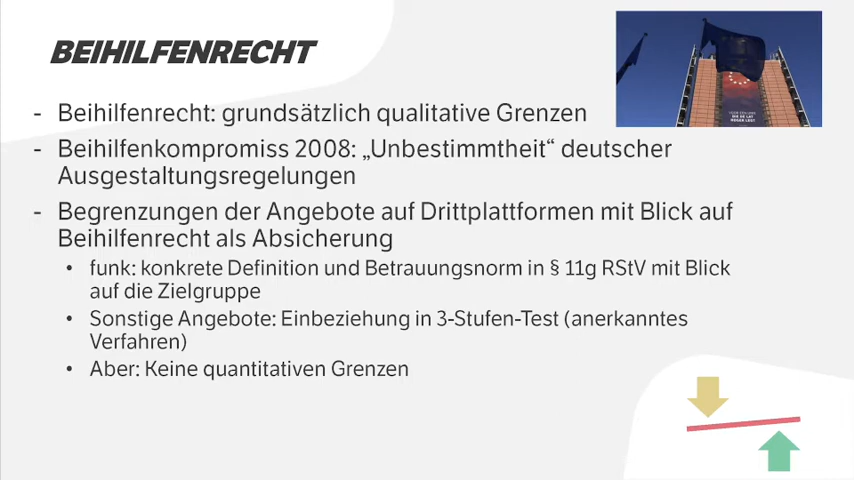 BEIHILFENRECHT
- Beihilfenrecht: grundsätzlich qualitative Grenzen
- Beihilfenkompromiss 2008: „Unbestimmtheit“ deutscher
Ausgestaltungsregelungen
- Begrenzungen der Angebote auf Drittplattformen mit Blick auf
Beihilfenrecht als Absicherung
• funk: konkrete Definition und Betrauungsnorm in § 11g RStV mit Blick
auf die Zielgruppe
• Sonstige Angebote: Einbeziehung in 3-Stufen-Test (anerkanntes
Verfahren)
• Aber: Keine quantitativen Grenzen